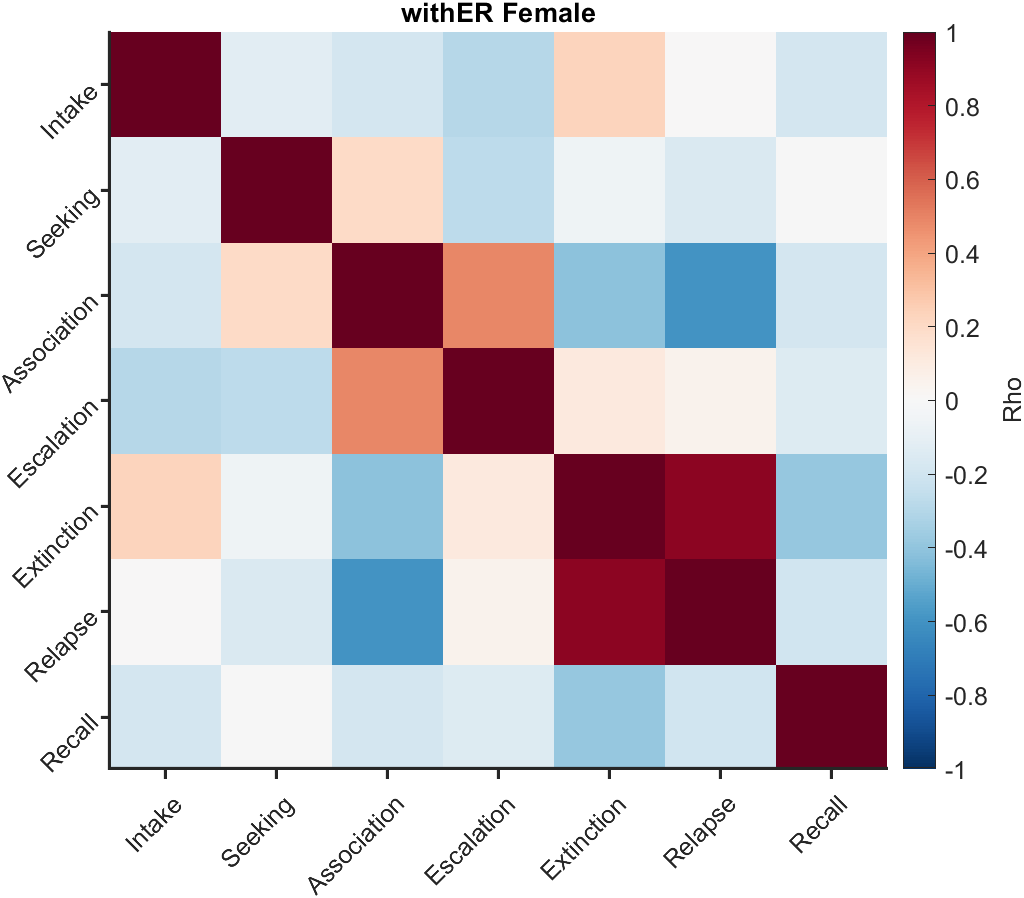 withER Female
Intake
Seeking
Association
Escalation
Extinction
Relapse
Recall
Intake
Seeking
Association
Escalation
Extinction
Relapse
Recall
1
0.8
0.6
0.4
0.2
0
-0.2
-0.4
-0.6
-0.8
-1
Rho